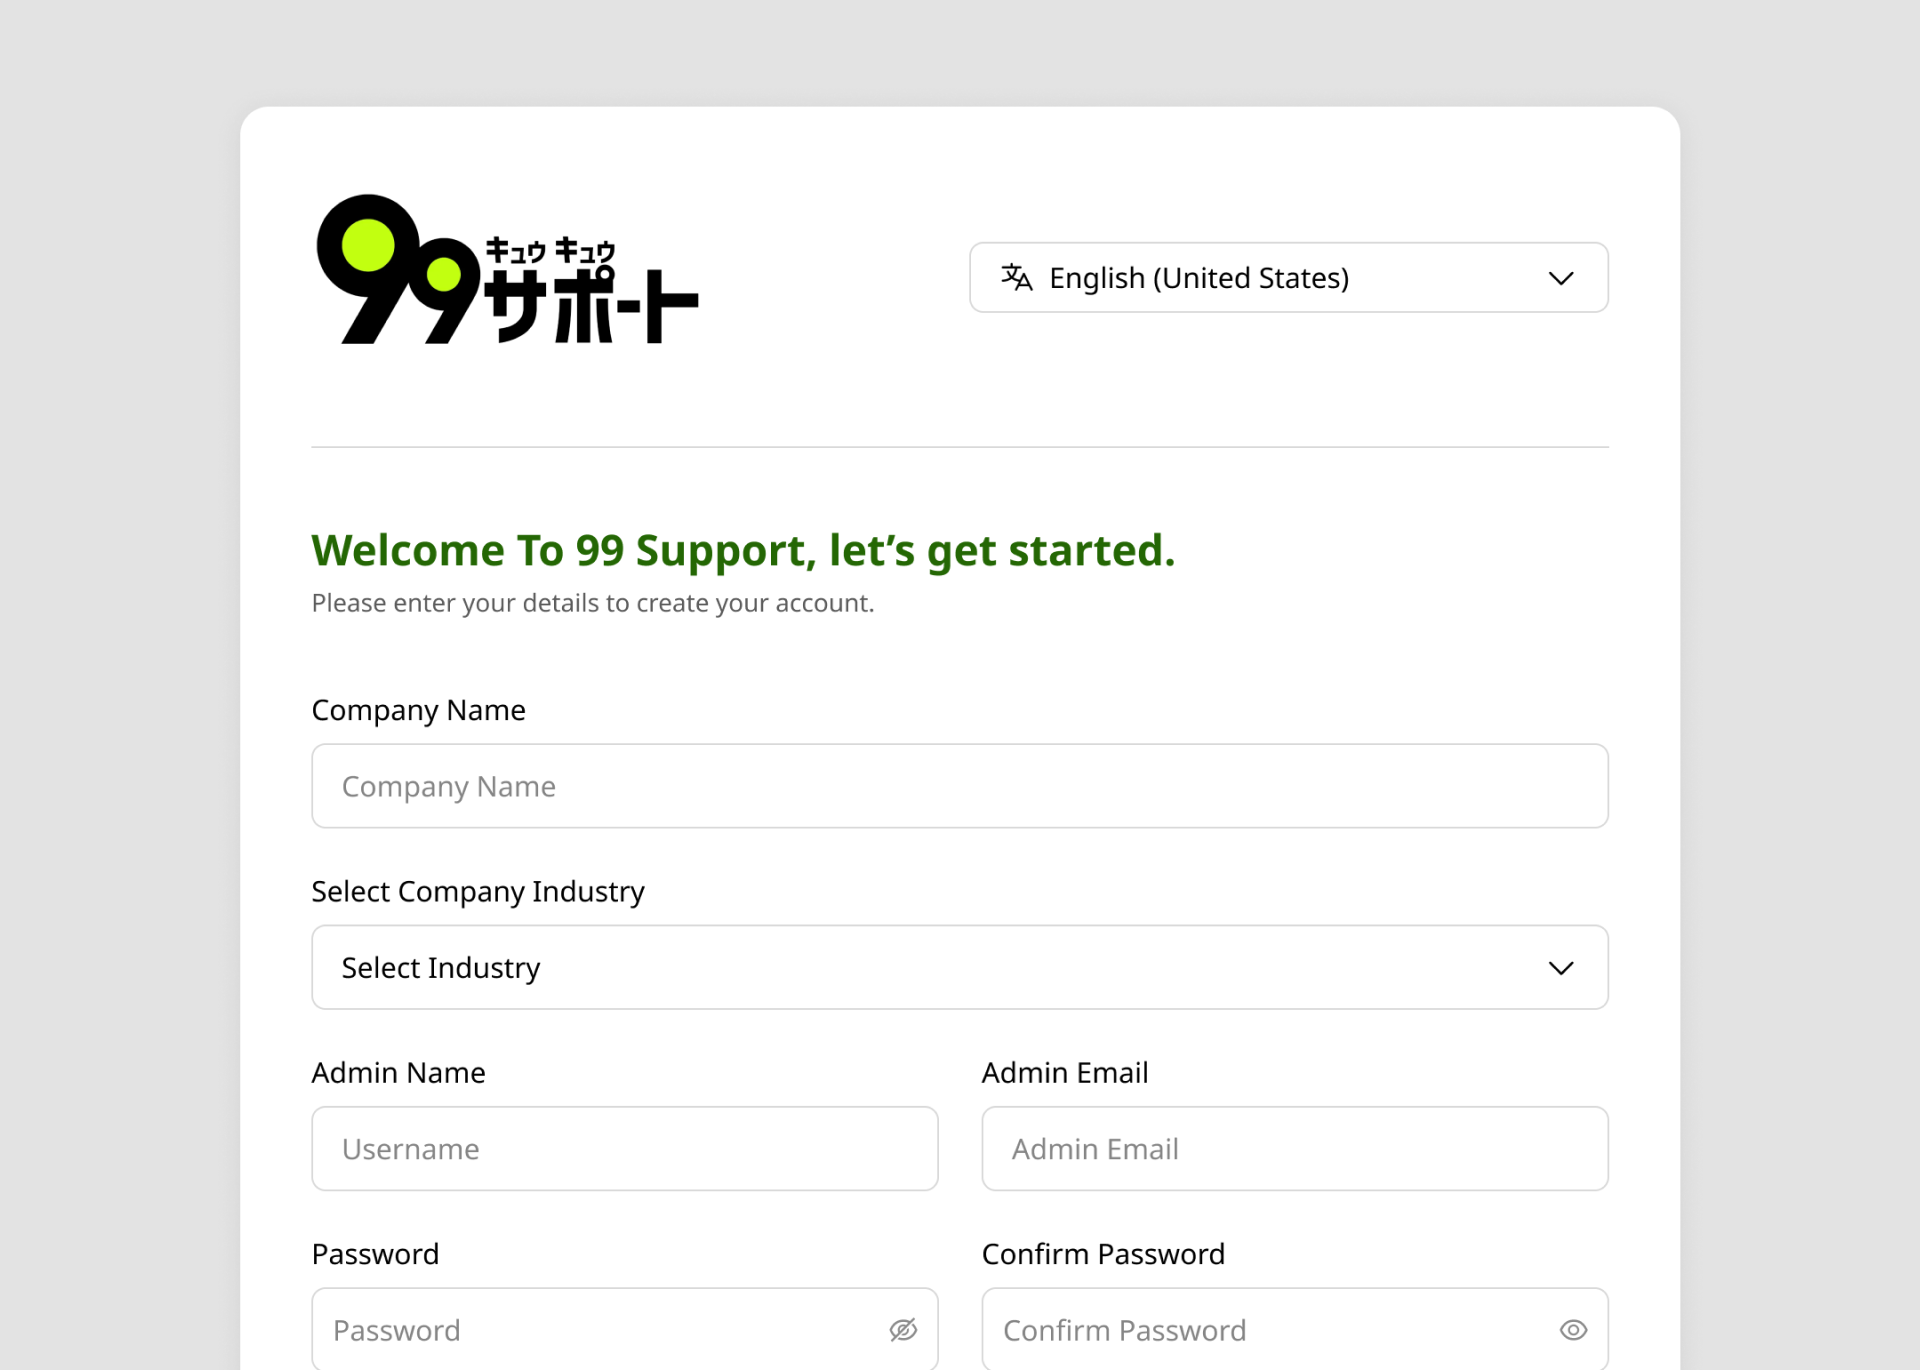 99
キュウ キュウ
サポート
English (United States)
Welcome To 99 Support, let’s get started.
Please enter your details to create your account.
Company Name
Company Name
Select Company Industry
Select Industry
Admin Name
Admin Email
Username
Admin Email
Password
Confirm Password
Password
Confirm Password